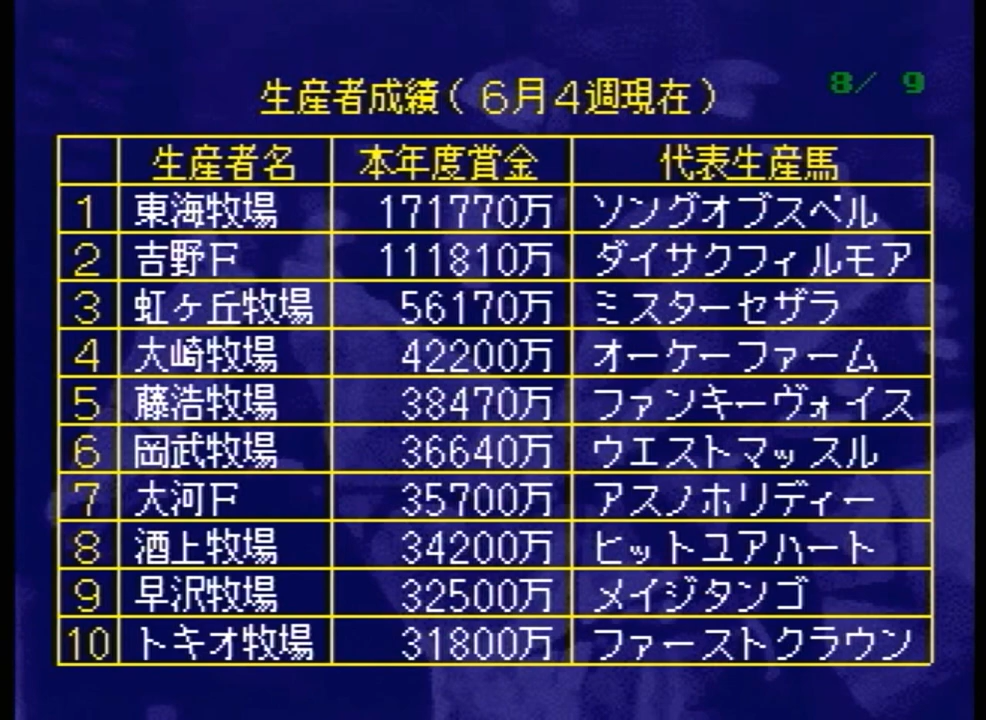 8/ 9
生産者成績（6月4週現在）
生産者名 本年度賞金 代表生産馬
1 東海牧場 171770万 ソングオブスペル
2 吉野F 111810万 ダイサクフィルモア
3 虹ヶ丘牧場 56170万 ミスターセザラ
4 大崎牧場 42200万 オーケーファーム
5 藤浩牧場 38470万 ファンキーヴォイス
6 岡武牧場 36640万 ウエストマッスル
7 大河F 35700万 アスノホリディー
8 酒上牧場 34200万 ヒットユアハート
9 早沢牧場 32500万 メイジタンゴ
10 トキオ牧場 31800万 ファーストクラウン